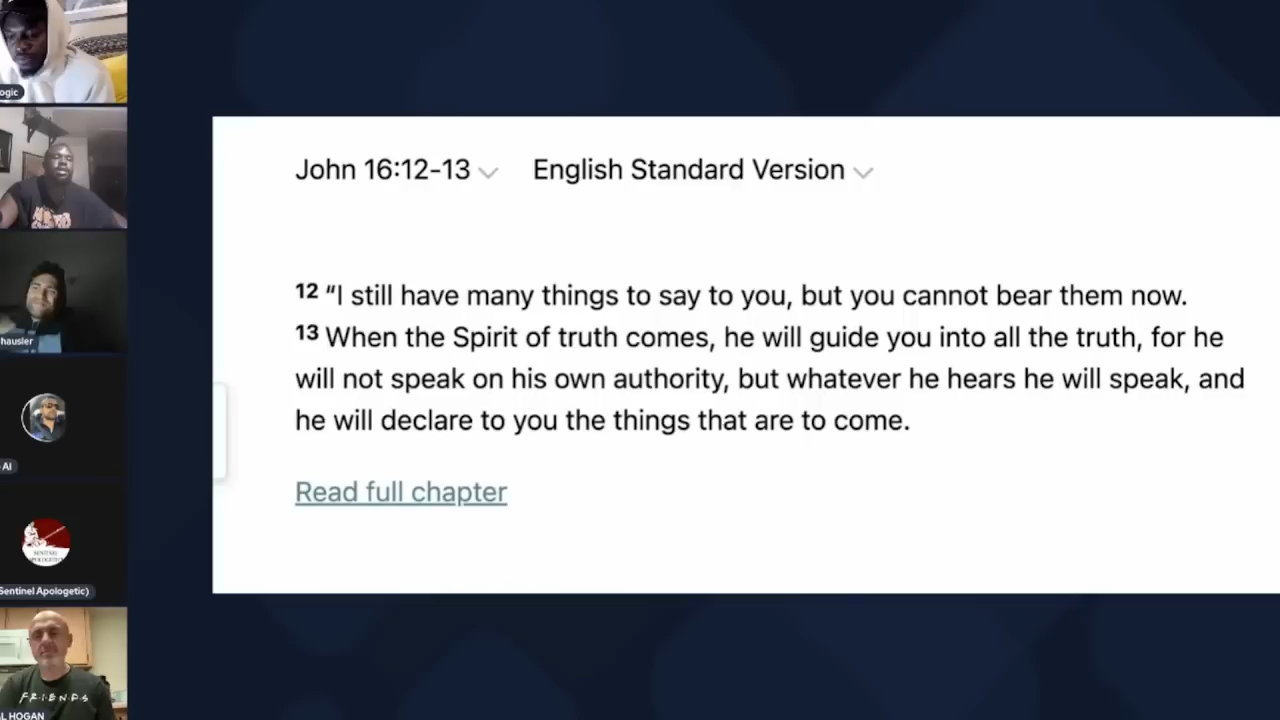 ogic
hausler
AI
SENTINEL
Sentinel Apologetic)
F·R·I·E·N·D·S
AL HOGAN
John 16:12-13 English Standard Version
12 “I still have many things to say to you, but you cannot bear them now.
13 When the Spirit of truth comes, he will guide you into all the truth, for he
will not speak on his own authority, but whatever he hears he will speak, and
he will declare to you the things that are to come.
Read full chapter